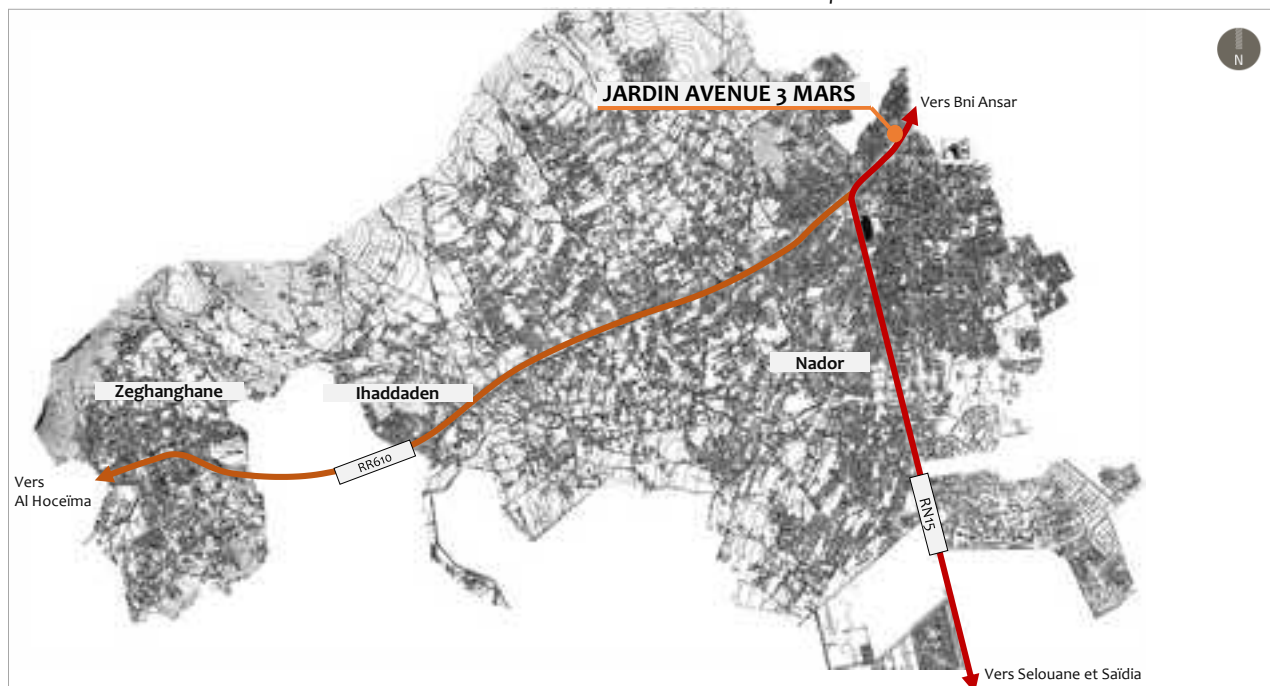 N
JARDIN AVENUE 3 MARS
Vers Bni Ansar
Nador
Zeghanghane
Ihaddaden
RR610
Vers
Al Hoceïma
RN15
Vers Selouane et Saïdia